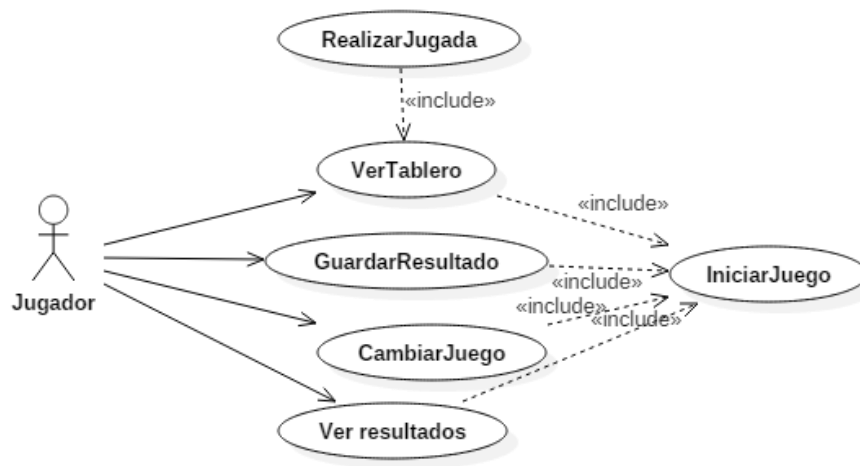 RealizarJugada
«include»
VerTablero
«include»
GuardarResultado
IniciarJuego
«include»
Jugador
«include»
«include»
CambiarJuego
Ver resultados